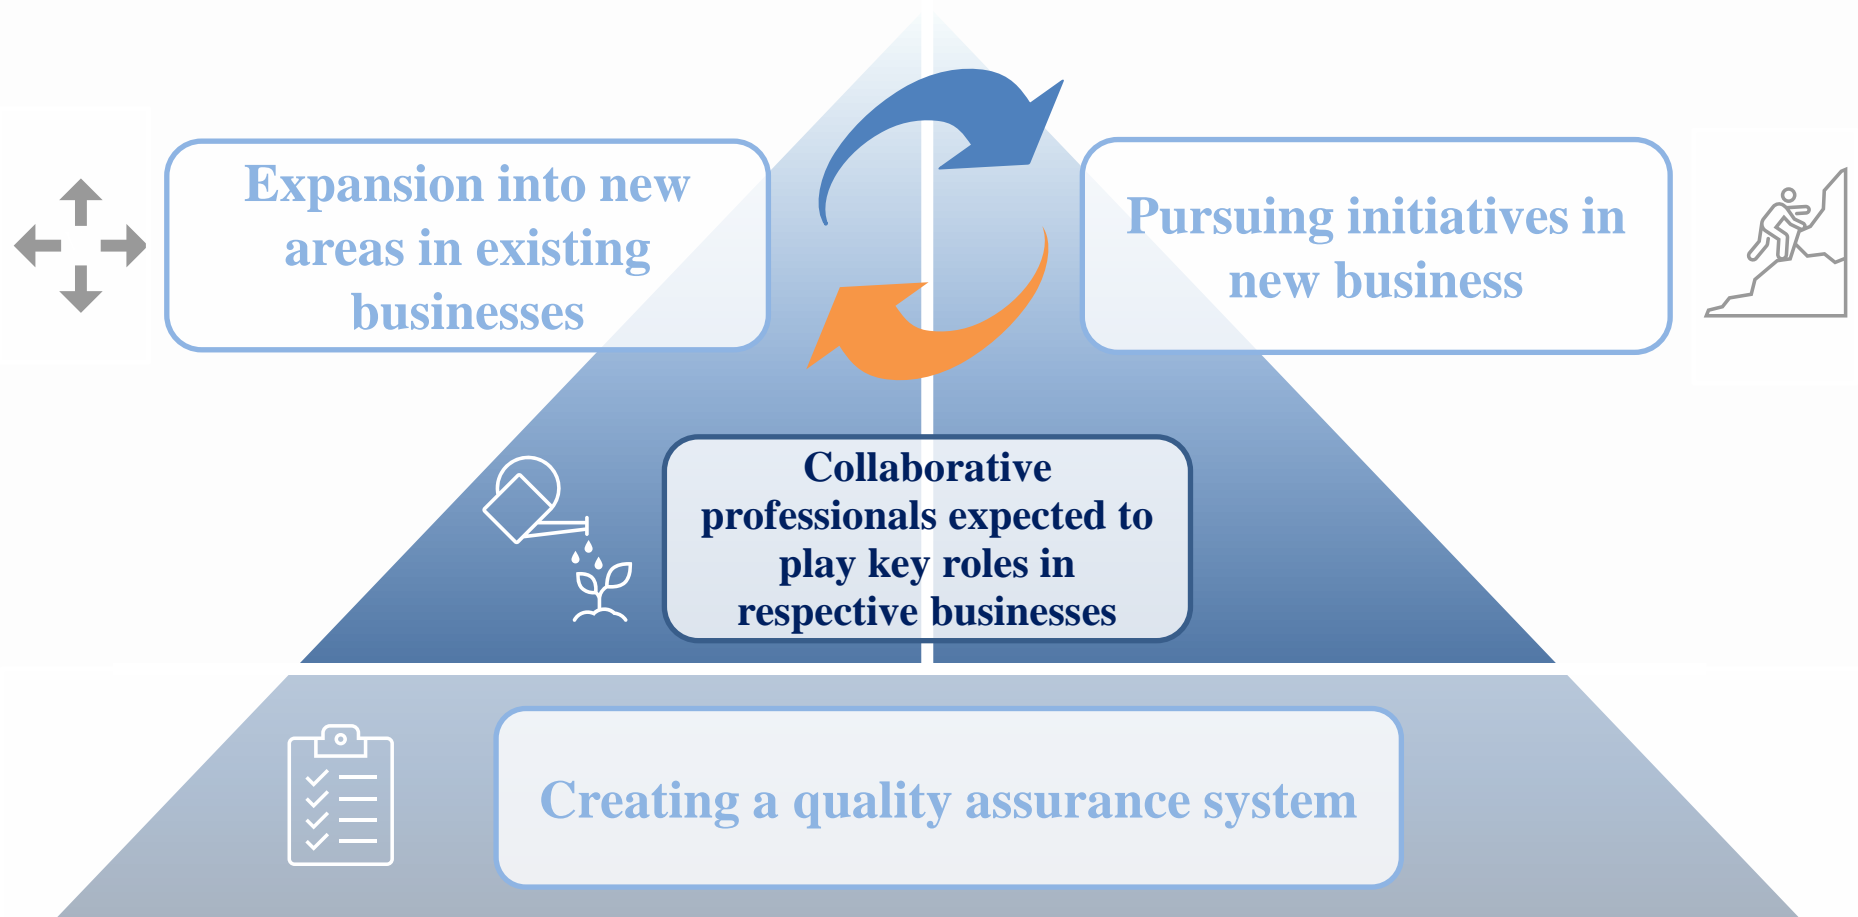 Expansion into new
areas in existing
businesses
Pursuing initiatives in
new business
Collaborative
professionals expected to
play key roles in
respective businesses
Creating a quality assurance system